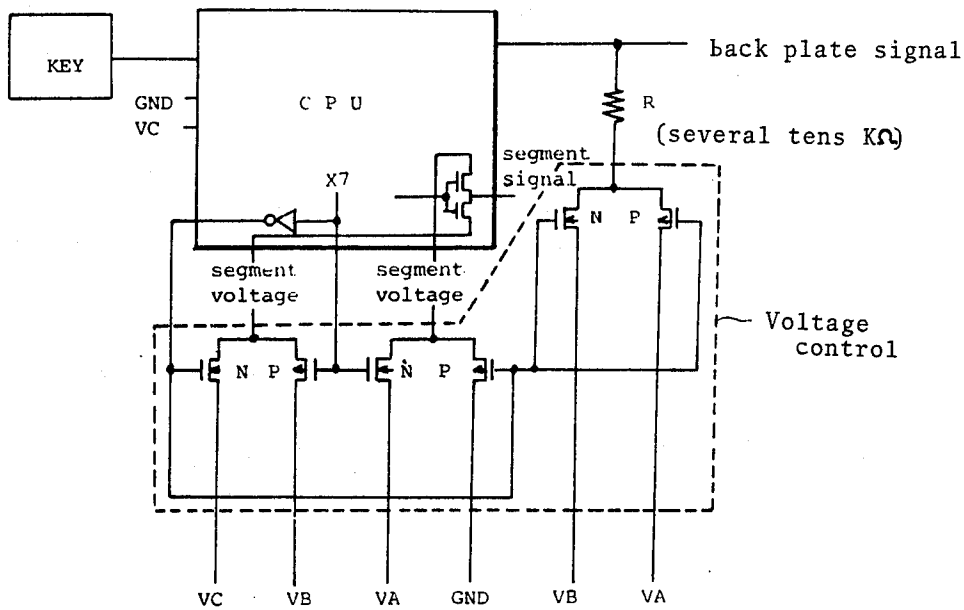 back plate signal
KEY
C P U
GND
VC
R
(several tens KΩ)
segment
signal
X7
N P
segment
voltage
segment
voltage
Voltage
control
N P
N P
VC VB VA GND VB VA